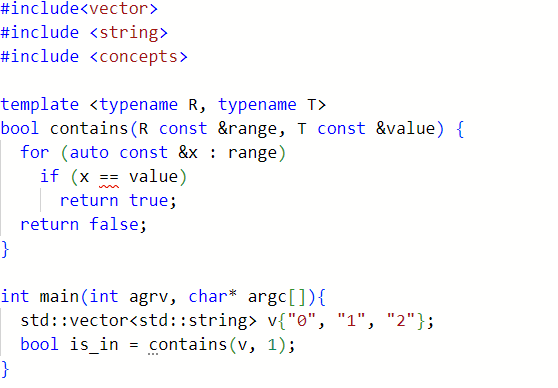 #include<vector>
#include <string>
#include <concepts>
template <typename R, typename T>
bool contains(R const &range, T const &value) {
for (auto const &x : range)
if (x == value)
return true;
return false;
}
int main(int agrv, char* argc[]){
std::vector<std::string> v{"0", "1", "2"};
bool is_in = contains(v, 1);
}